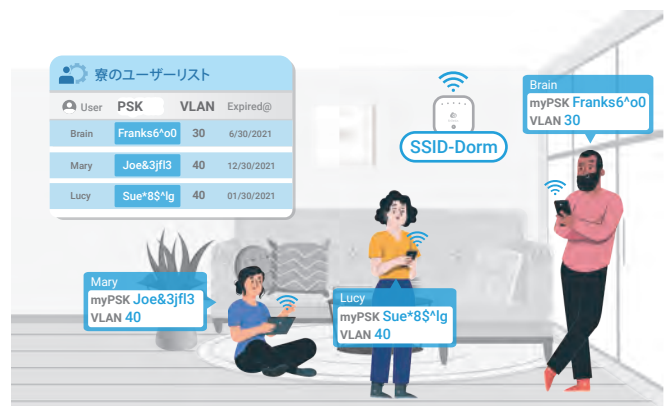 寮のユーザーリスト
User PSK VLAN Expired@
Brain Franks6^o0 30 6/30/2021
Mary Joe&3jfl3 40 12/30/2021
Lucy Sue*8$^lg 40 01/30/2021
SSID-Dorm
Brain
myPSK Franks6^o0
VLAN 30
Mary
myPSK Joe&3jfl3
VLAN 40
Lucy
myPSK Sue*8$^lg
VLAN 40